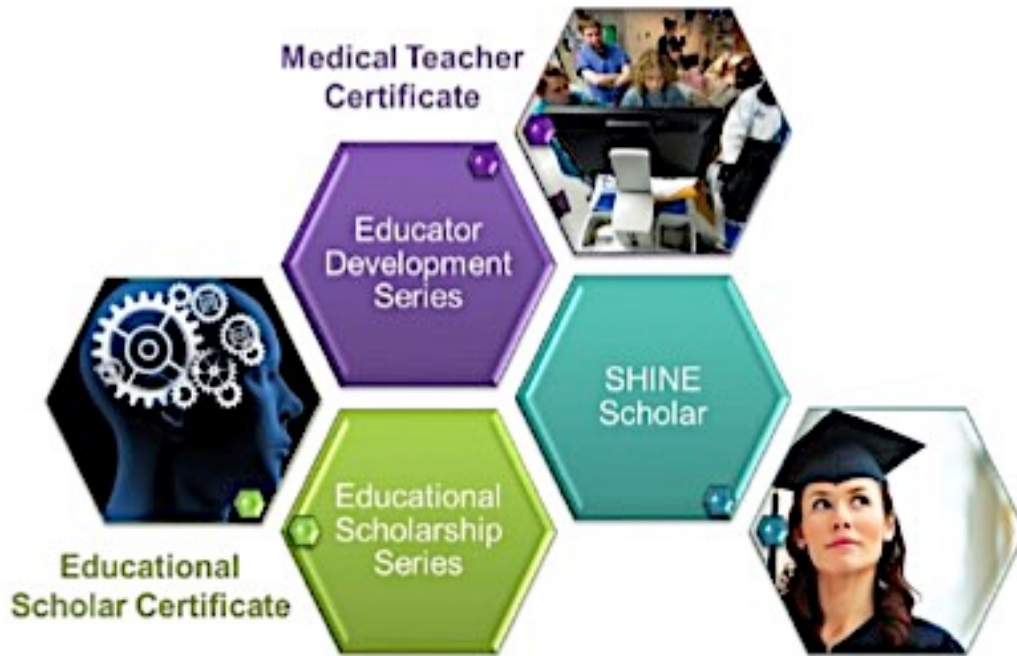 Medical Teacher
Certificate
Educator
Development
Series
SHINE
Scholar
Educational
Scholarship
Series
Educational
Scholar Certificate